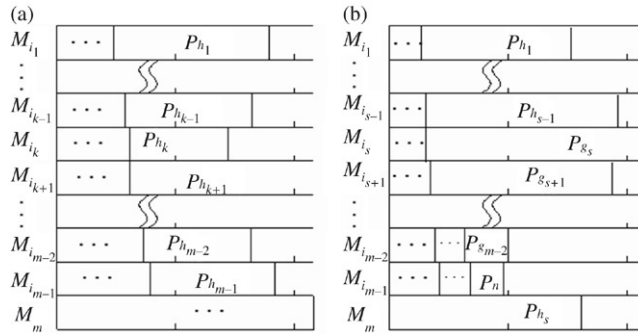 (a)
M_{i_1} · · · P_{h_1}
⋮
M_{i_{k-1}} · · · P_{h_{k-1}}
M_{i_k} · · · P_{h_k}
M_{i_{k+1}} · · · P_{h_{k+1}}
⋮
M_{i_{m-2}} · · · P_{h_{m-2}}
M_{i_{m-1}} · · · P_{h_{m-1}}
M_m · · ·
(b)
M_{i_1} · · · P_{h_1}
⋮
M_{i_{s-1}} · · · P_{h_{s-1}}
M_{i_s} · · · P_{g_s}
M_{i_{s+1}} · · · P_{g_{s+1}}
⋮
M_{i_{m-2}} · · · · · · P_{g_{m-2}}
M_{i_{m-1}} · · · · · · P_n
M_m P_{h_s}